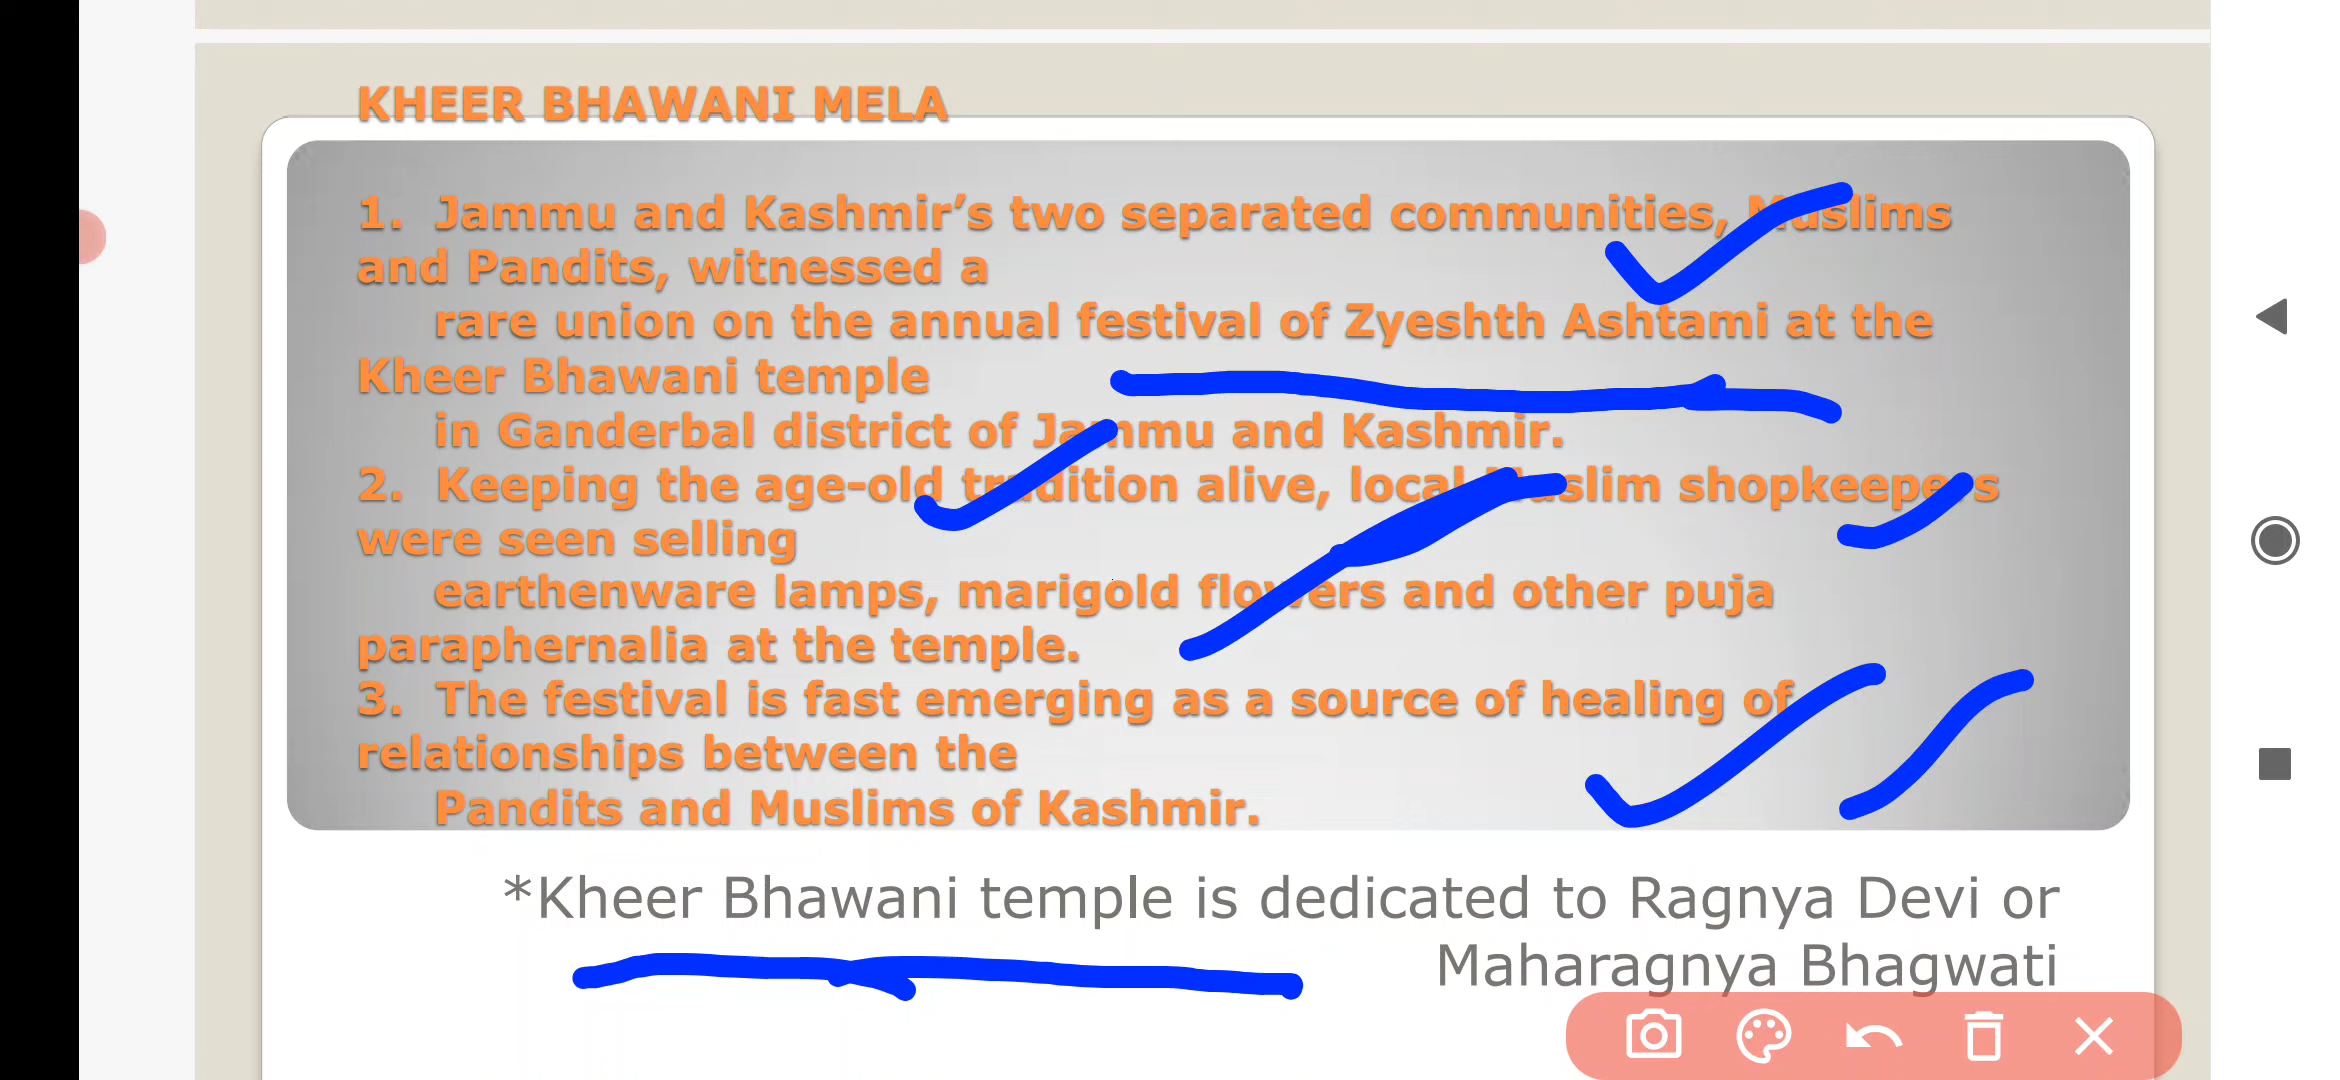 KHEER BHAWANI MELA
1. Jammu and Kashmir’s two separated communities, Muslims
and Pandits, witnessed a
rare union on the annual festival of Zyeshth Ashtami at the
Kheer Bhawani temple
in Ganderbal district of Jammu and Kashmir.
2. Keeping the age-old tradition alive, local Muslim shopkeepers
were seen selling
earthenware lamps, marigold flowers and other puja
paraphernalia at the temple.
3. The festival is fast emerging as a source of healing of
relationships between the
Pandits and Muslims of Kashmir.
*Kheer Bhawani temple is dedicated to Ragnya Devi or
Maharagnya Bhagwati